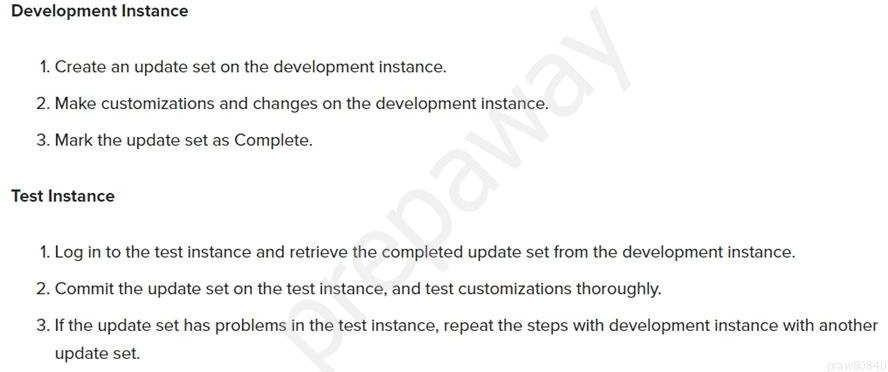 Development Instance
1. Create an update set on the development instance.
2. Make customizations and changes on the development instance.
3. Mark the update set as Complete.
Test Instance
1. Log in to the test instance and retrieve the completed update set from the development instance.
2. Commit the update set on the test instance, and test customizations thoroughly.
3. If the update set has problems in the test instance, repeat the steps with development instance with another
update set.
prepaway